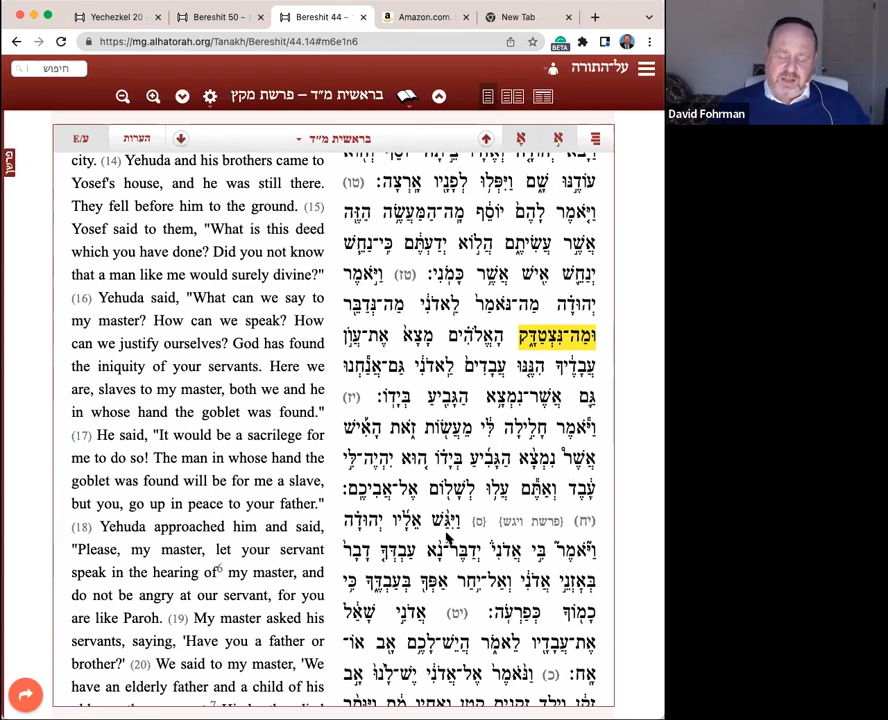 Yechezkel 20
Bereshit 50 –
Bereshit 44 –
Amazon.com.
New Tab
https://mg.alhatorah.org/Tanakh/Bereshit/44.14#m6e1n6
BETA
חיפוש
על־התורה
בראשית מ״ד – פרשת מקץ
David Fohrman
E/ע
הערות
בראשית מ״ד
אָ
אֹ
פרשן
city. (14) Yehuda and his brothers came to
Yosef's house, and he was still there.
They fell before him to the ground. (15)
Yosef said to them, "What is this deed
which you have done? Did you not know
that a man like me would surely divine?"
(16) Yehuda said, "What can we say to
my master? How can we speak? How
can we justify ourselves? God has found
the iniquity of your servants. Here we
are, slaves to my master, both we and he
in whose hand the goblet was found."
(17) He said, "It would be a sacrilege for
me to do so! The man in whose hand the
goblet was found will be for me a slave,
but you, go up in peace to your father."
(18) Yehuda approached him and said,
"Please, my master, let your servant
speak in the hearing of6 my master, and
do not be angry at our servant, for you
are like Paroh. (19) My master asked his
servants, saying, 'Have you a father or
brother?' (20) We said to my master, 'We
have an elderly father and a child of his
עוֹדֶ֣נּוּ שָׁ֑ם וַיִּפְּל֥וּ לְפָנָ֖יו אָֽרְצָה׃ (טו)
וַיֹּ֤אמֶר לָהֶם֙ יוֹסֵ֔ף מָֽה־הַמַּעֲשֶׂ֥ה הַזֶּ֖ה
אֲשֶׁ֣ר עֲשִׂיתֶ֑ם הֲל֣וֹא יְדַעְתֶּ֔ם כִּֽי־נַחֵ֧שׁ
יְנַחֵ֛שׁ אִ֖ישׁ אֲשֶׁ֥ר כָּמֹֽנִי׃ (טז) וַיֹּ֣אמֶר
יְהוּדָ֗ה מַה־נֹּאמַר֙ לַֽאדֹנִ֔י מַה־נְּדַבֵּ֖ר
וּמַה־נִּצְטַדָּ֑ק הָאֱלֹהִ֗ים מָצָא֙ אֶת־עֲוֺ֣ן
עֲבָדֶ֔יךָ הִנֶּנּ֤וּ עֲבָדִים֙ לַֽאדֹנִ֔י גַּם־אֲנַ֕חְנוּ
גַּ֛ם אֲשֶׁר־נִמְצָ֥א הַגָּבִ֖יעַ בְּיָדֽוֹ׃ (יז)
וַיֹּ֕אמֶר חָלִ֣ילָה לִּ֔י מֵעֲשׂ֖וֹת זֹ֑את הָאִ֡ישׁ
אֲשֶׁר֩ נִמְצָ֨א הַגָּבִ֜יעַ בְּיָד֗וֹ ה֚וּא יִהְיֶה־לִּ֣י
עָ֔בֶד וְאַתֶּ֕ם עֲל֥וּ לְשָׁל֖וֹם אֶל־אֲבִיכֶֽם׃
(יח) {פרשת ויגש} {ס} וַיִּגַּ֨שׁ אֵלָ֜יו יְהוּדָ֗ה
וַיֹּ֘אמֶר֮ בִּ֣י אֲדֹנִי֒ יְדַבֶּר־נָ֨א עַבְדְּךָ֤ דָבָר֙
בְּאׇזְנֵ֣י אֲדֹנִ֔י וְאַל־יִ֥חַר אַפְּךָ֖ בְּעַבְדֶּ֑ךָ כִּ֥י
כָמ֖וֹךָ כְּפַרְעֹֽה׃ (יט) אֲדֹנִ֣י שָׁאַ֔ל
אֶת־עֲבָדָ֖יו לֵאמֹ֑ר הֲיֵשׁ־לָכֶ֥ם אָ֖ב אוֹ־
אָֽח׃ (כ) וַנֹּ֙אמֶר֙ אֶל־אֲדֹנִ֔י יֶשׁ־לָ֙נוּ֙ אָ֣ב